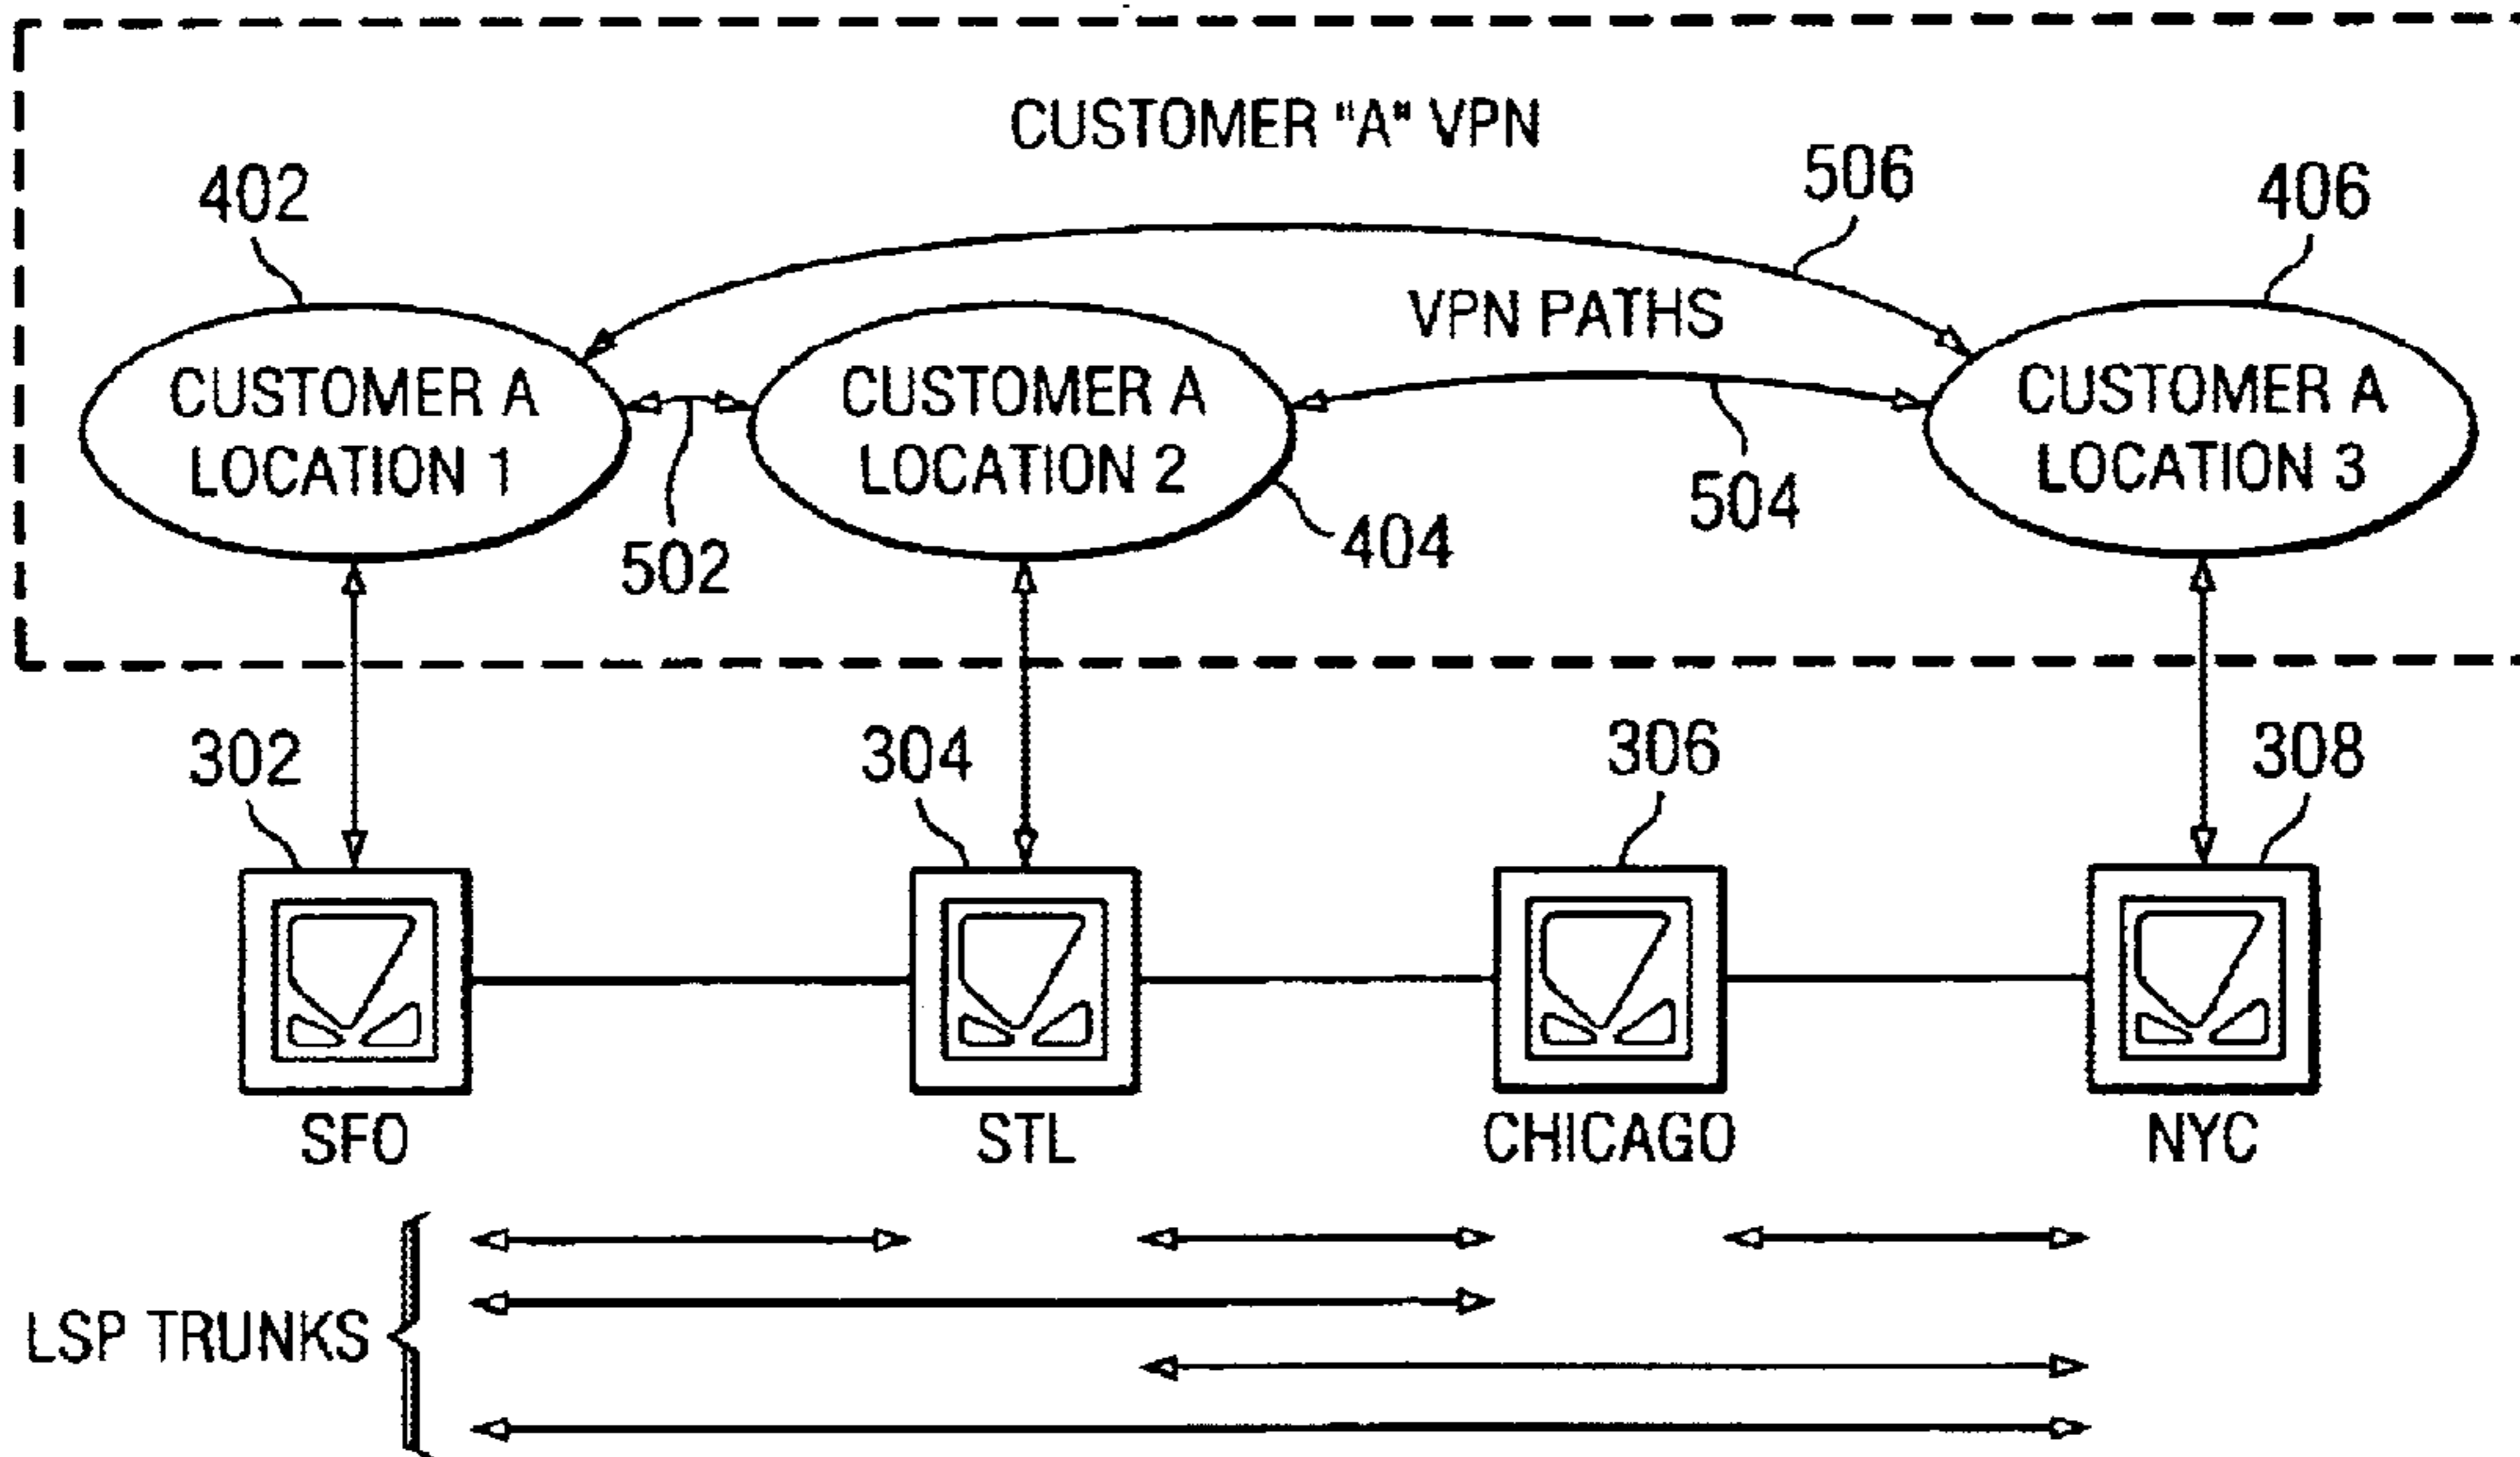 CUSTOMER "A" VPN
402
506
406
VPN PATHS
CUSTOMER A
LOCATION 1
CUSTOMER A
LOCATION 2
CUSTOMER A
LOCATION 3
502
404
504
302
304
306
308
SFO
STL
CHICAGO
NYC
LSP TRUNKS